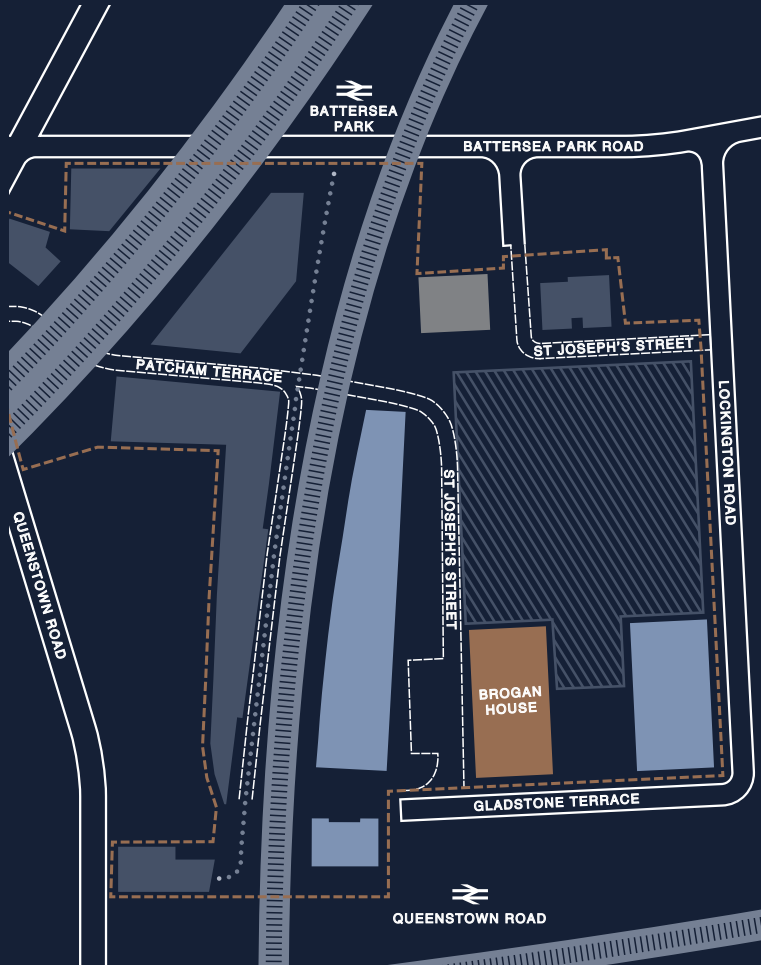 BATTERSEA
PARK
BATTERSEA PARK ROAD
ST JOSEPH'S STREET
PATCHAM TERRACE
LOCKINGTON ROAD
ST JOSEPH'S STREET
QUEENSTOWN ROAD
BROGAN
HOUSE
GLADSTONE TERRACE
QUEENSTOWN ROAD